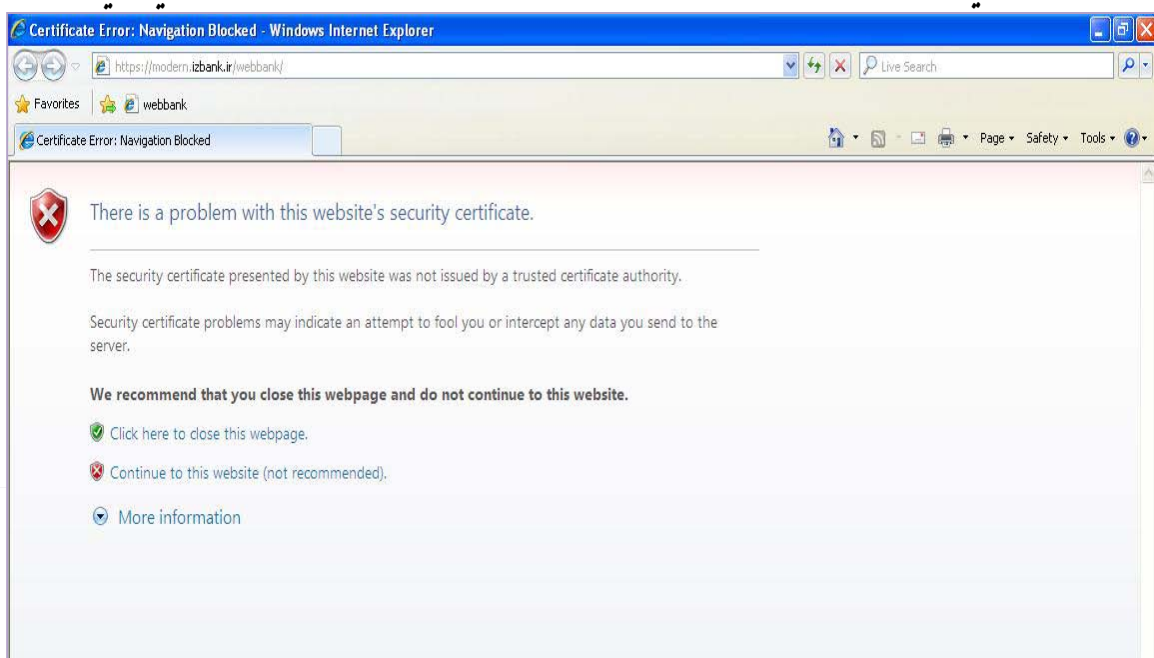 Certificate Error: Navigation Blocked - Windows Internet Explorer
https://modern.izbank.ir/webbank/
Live Search
Favorites webbank
Certificate Error: Navigation Blocked
Page Safety Tools
There is a problem with this website's security certificate.
The security certificate presented by this website was not issued by a trusted certificate authority.
Security certificate problems may indicate an attempt to fool you or intercept any data you send to the
server.
We recommend that you close this webpage and do not continue to this website.
Click here to close this webpage.
Continue to this website (not recommended).
More information